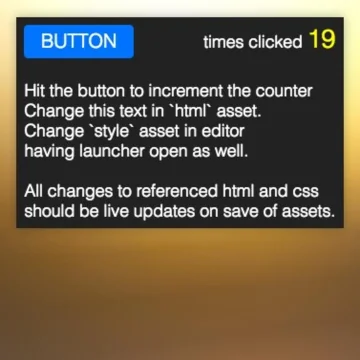 BUTTON times clicked 19
Hit the button to increment the counter
Change this text in `html` asset.
Change `style` asset in editor
having launcher open as well.
All changes to referenced html and css
should be live updates on save of assets.